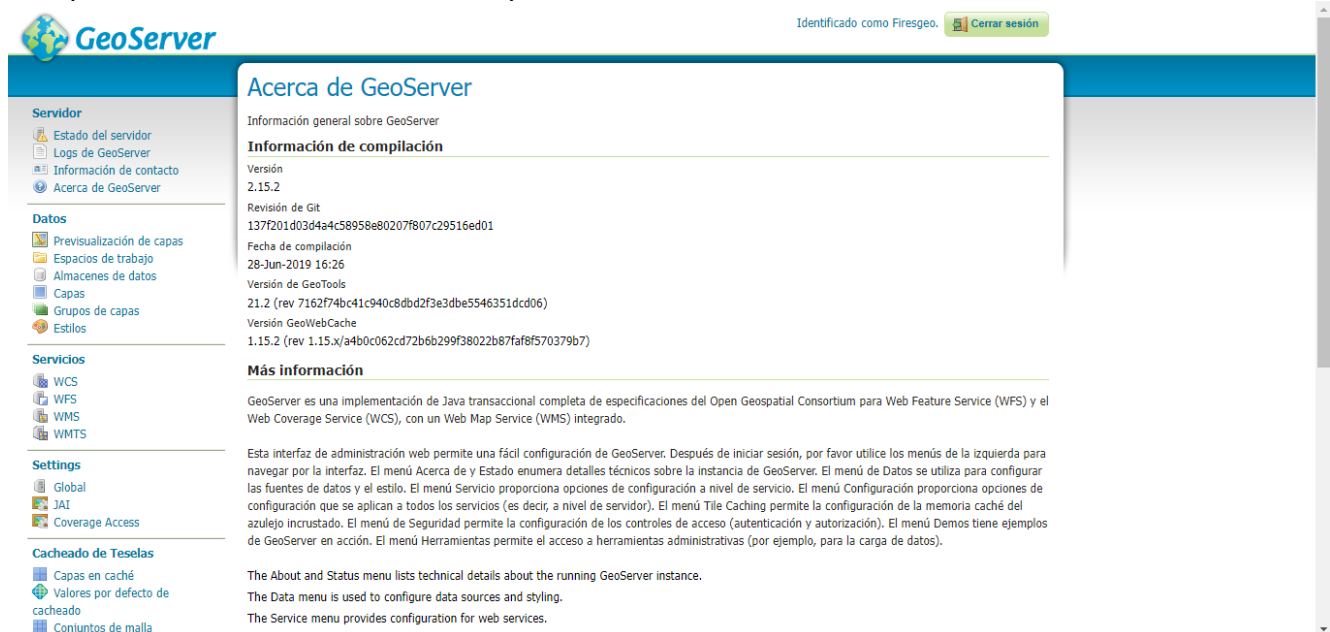 GeoServer
Identificado como Firesgeo.
Cerrar sesión
Servidor
Estado del servidor
Logs de GeoServer
Información de contacto
Acerca de GeoServer
Datos
Previsualización de capas
Espacios de trabajo
Almacenes de datos
Capas
Grupos de capas
Estilos
Servicios
WCS
WFS
WMS
WMTS
Settings
Global
JAI
Coverage Access
Cacheado de Teselas
Capas en caché
Valores por defecto de
cacheado
Conjuntos de malla
Acerca de GeoServer
Información general sobre GeoServer
Información de compilación
Versión
2.15.2
Revisión de Git
137f201d03d4a4c58958e80207f807c29516ed01
Fecha de compilación
28-Jun-2019 16:26
Versión de GeoTools
21.2 (rev 7162f74bc41c940c8dbd2f3e3dbe5546351dcd06)
Versión GeoWebCache
1.15.2 (rev 1.15.x/a4b0c062cd72b6b299f38022b87faf8f570379b7)
Más información
GeoServer es una implementación de Java transaccional completa de especificaciones del Open Geospatial Consortium para Web Feature Service (WFS) y el
Web Coverage Service (WCS), con un Web Map Service (WMS) integrado.
Esta interfaz de administración web permite una fácil configuración de GeoServer. Después de iniciar sesión, por favor utilice los menús de la izquierda para
navegar por la interfaz. El menú Acerca de y Estado enumera detalles técnicos sobre la instancia de GeoServer. El menú de Datos se utiliza para configurar
las fuentes de datos y el estilo. El menú Servicio proporciona opciones de configuración a nivel de servicio. El menú Configuración proporciona opciones de
configuración que se aplican a todos los servicios (es decir, a nivel de servidor). El menú Tile Caching permite la configuración de la memoria caché del
azulejo incrustado. El menú de Seguridad permite la configuración de los controles de acceso (autenticación y autorización). El menú Demos tiene ejemplos
de GeoServer en acción. El menú Herramientas permite el acceso a herramientas administrativas (por ejemplo, para la carga de datos).
The About and Status menu lists technical details about the running GeoServer instance.
The Data menu is used to configure data sources and styling.
The Service menu provides configuration for web services.